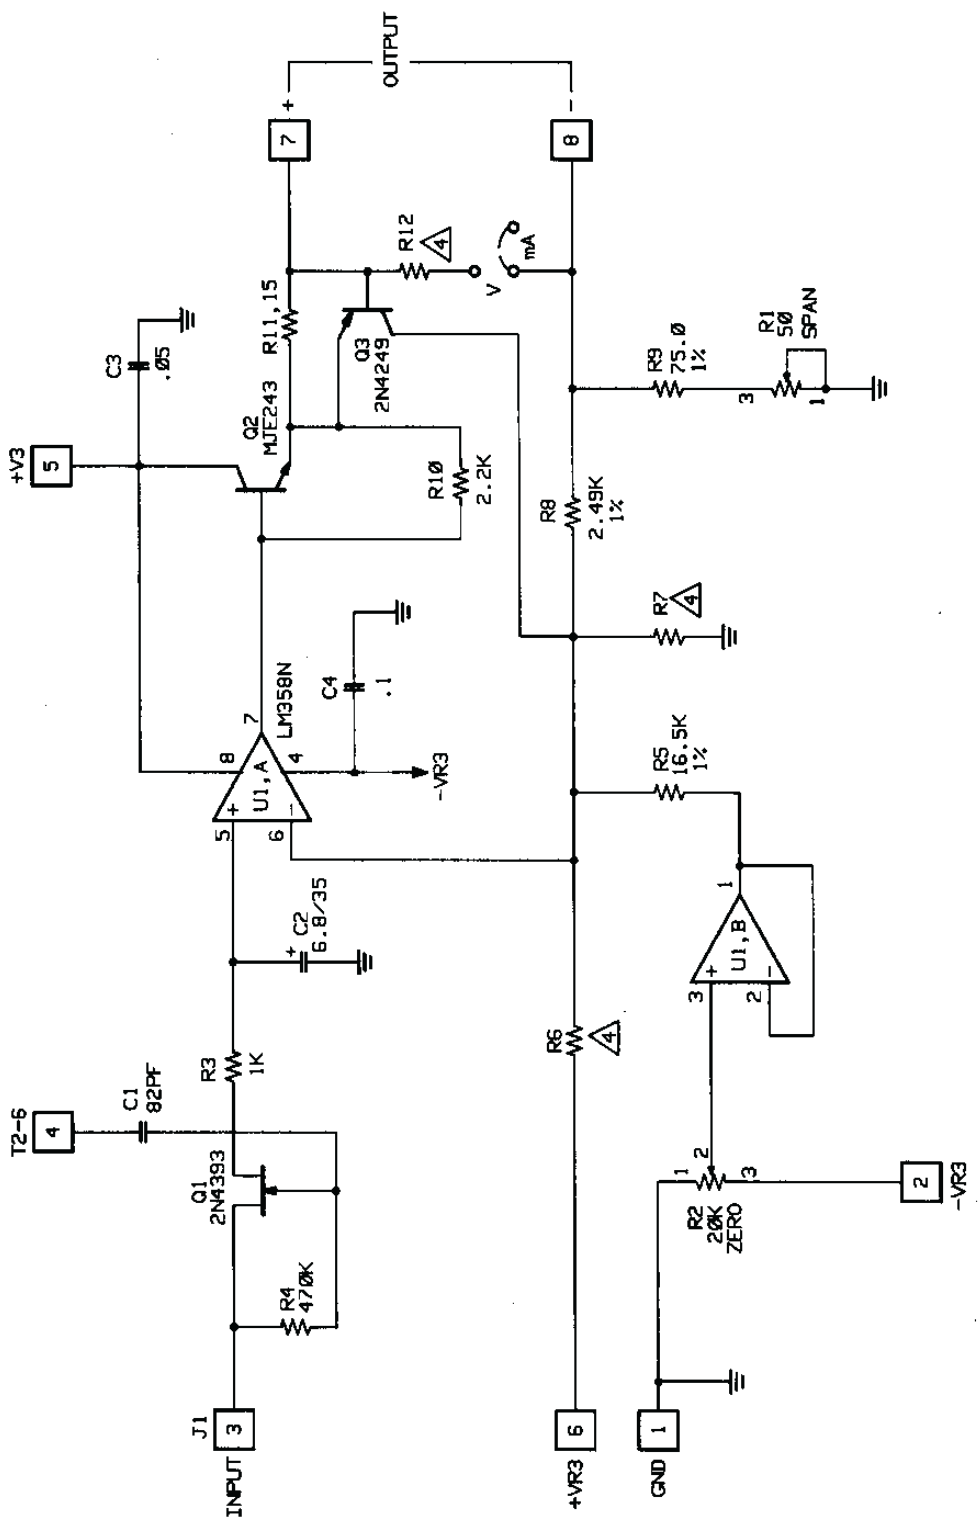 T2-6
4
C1
82PF
+V3
5
C3
.05
7
+
OUTPUT
J1
INPUT
3
Q1
2N4393
R3
1K
R4
470K
C2
+
6.8/35
5
+
6
-
U1,A
8
7
4
LM358N
C4
.1
-VR3
Q2
MJE243
R11,15
R10
2.2K
Q3
2N4249
R12
4
V
mA
+VR3
6
R6
4
R8
2.49K
1%
8
-
GND
1
R5
16.5K
1%
R7
4
R9
75.0
1%
R2
20K
ZERO
1
2
3
3
+
2
-
U1,B
1
3
1
R1
50
SPAN
2
-VR3